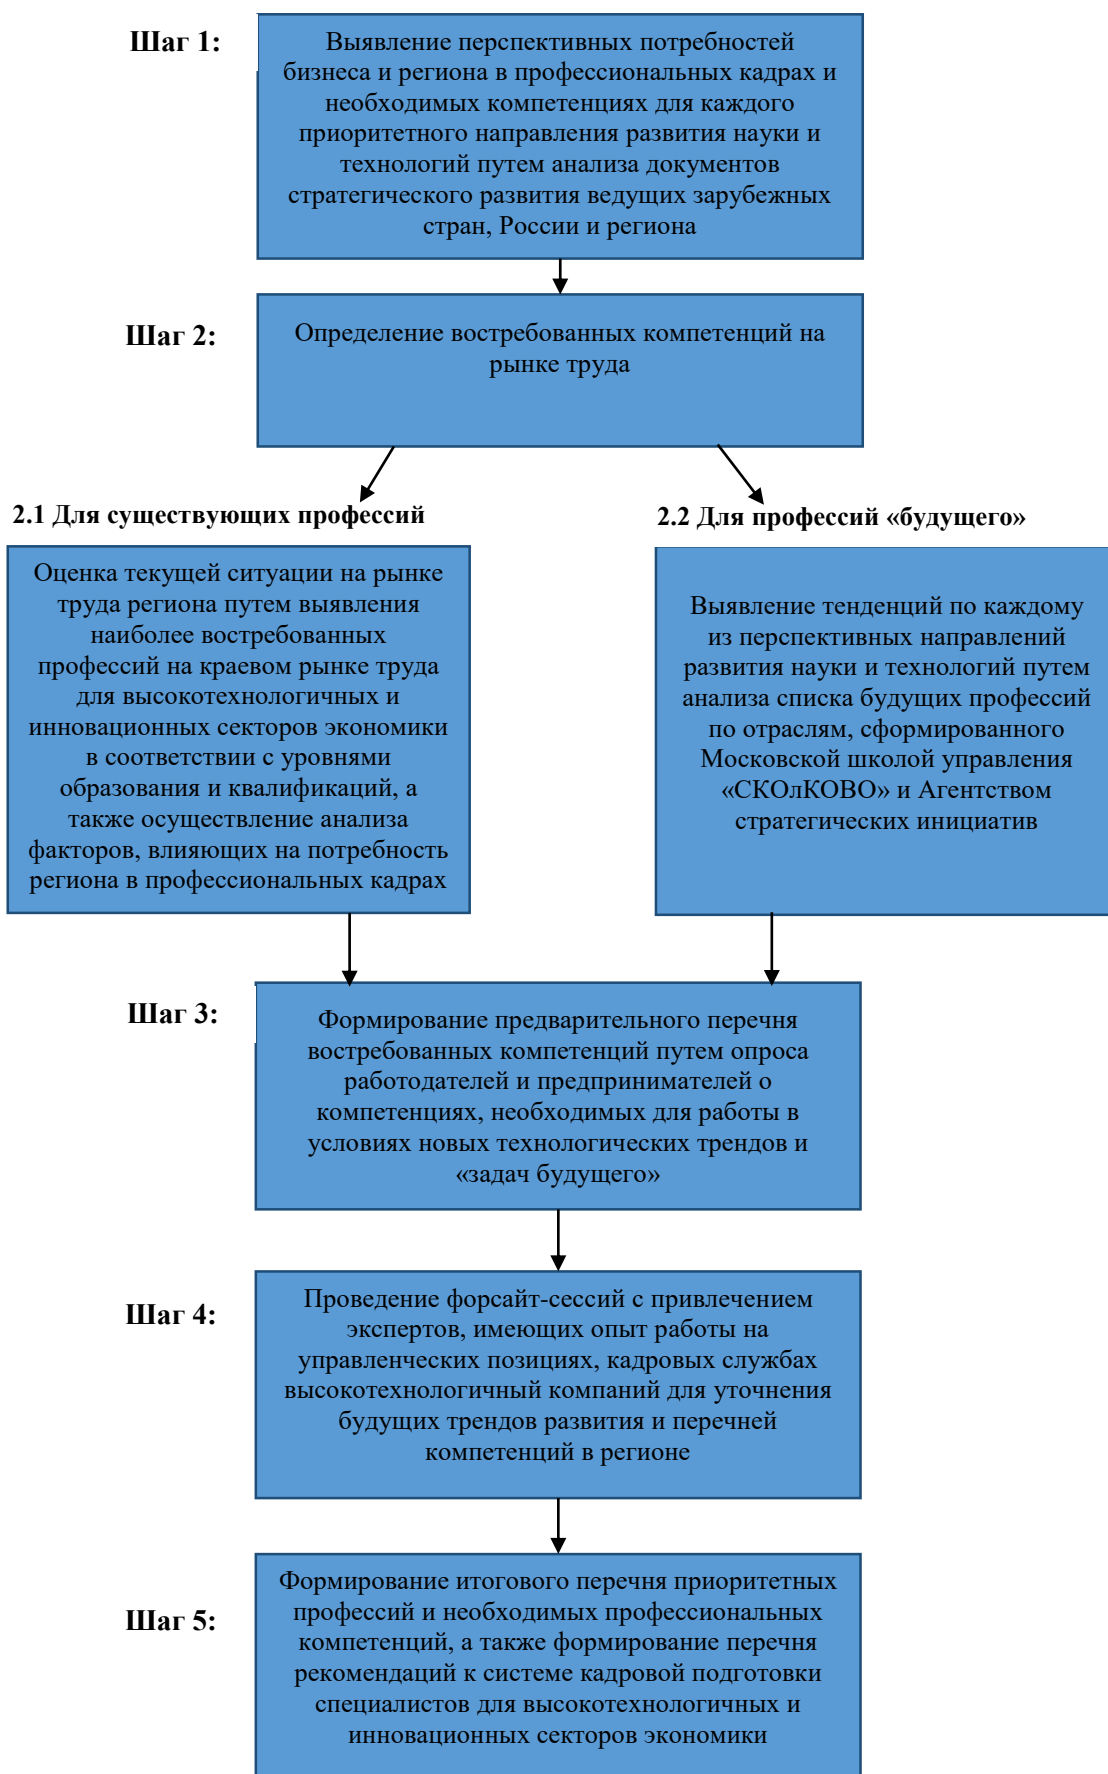 Шаг 1:
Выявление перспективных потребностей
бизнеса и региона в профессиональных кадрах и
необходимых компетенциях для каждого
приоритетного направления развития науки и
технологий путем анализа документов
стратегического развития ведущих зарубежных
стран, России и региона
Шаг 2:
Определение востребованных компетенций на
рынке труда
2.1 Для существующих профессий
Оценка текущей ситуации на рынке
труда региона путем выявления
наиболее востребованных
профессий на краевом рынке труда
для высокотехнологичных и
инновационных секторов экономики
в соответствии с уровнями
образования и квалификаций, а
также осуществление анализа
факторов, влияющих на потребность
региона в профессиональных кадрах
2.2 Для профессий «будущего»
Выявление тенденций по каждому
из перспективных направлений
развития науки и технологий путем
анализа списка будущих профессий
по отраслям, сформированного
Московской школой управления
«СКОлКОВО» и Агентством
стратегических инициатив
Шаг 3:
Формирование предварительного перечня
востребованных компетенций путем опроса
работодателей и предпринимателей о
компетенциях, необходимых для работы в
условиях новых технологических трендов и
«задач будущего»
Шаг 4:
Проведение форсайт-сессий с привлечением
экспертов, имеющих опыт работы на
управленческих позициях, кадровых службах
высокотехнологичный компаний для уточнения
будущих трендов развития и перечней
компетенций в регионе
Шаг 5:
Формирование итогового перечня приоритетных
профессий и необходимых профессиональных
компетенций, а также формирование перечня
рекомендаций к системе кадровой подготовки
специалистов для высокотехнологичных и
инновационных секторов экономики